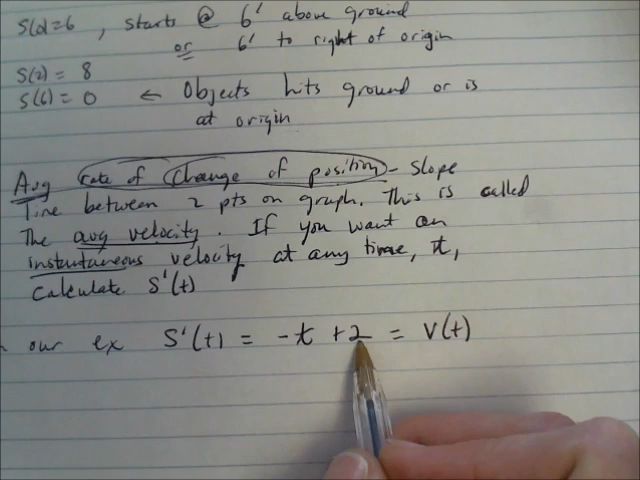 S(0)=6 , starts @ 6' above ground
or 6' to right of origin
S(2) = 8
S(6) = 0 ← Objects hits ground or is
at origin
Avg rate of change of position - slope
line between 2 pts on graph. This is called
The avg velocity. If you want an
instantaneous velocity at any time, t,
calculate S'(t)
our ex S'(t) = -t +2 = V(t)